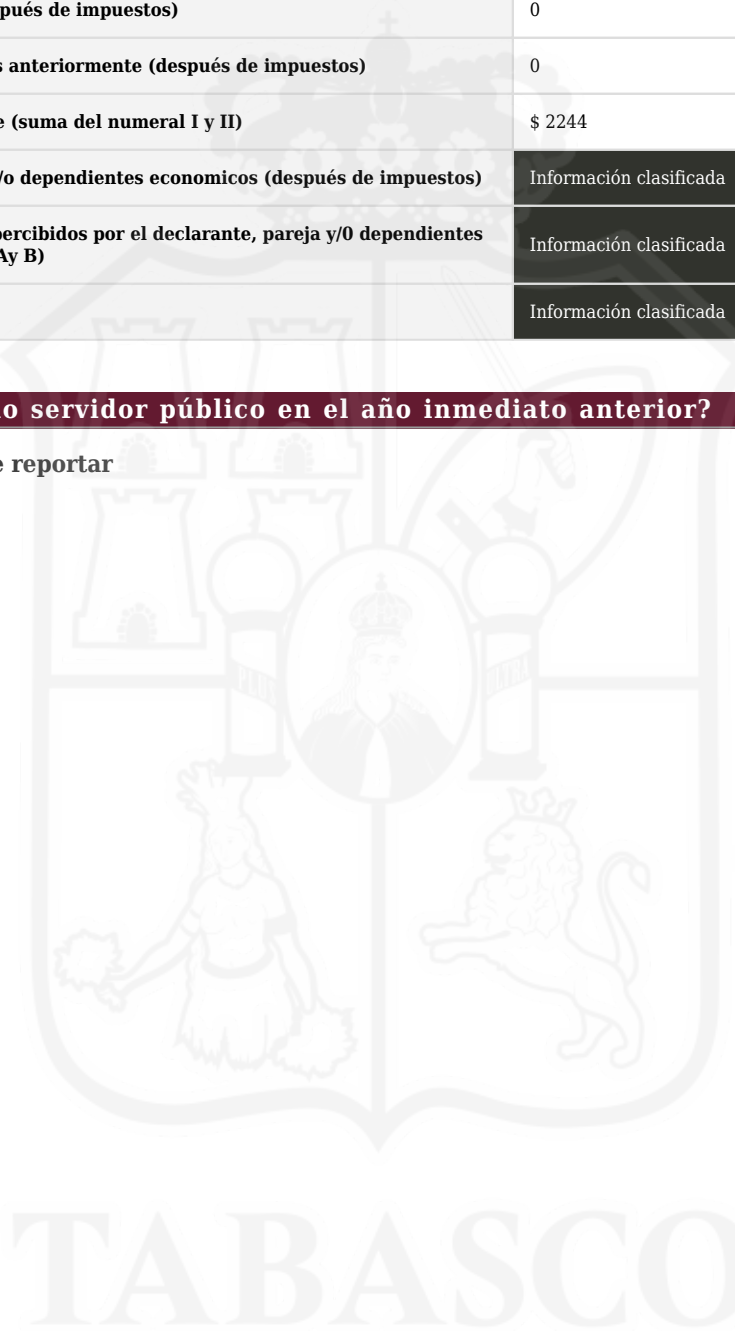 pués de impuestos)
0
s anteriormente (después de impuestos)
0
e (suma del numeral I y II)
$ 2244
/o dependientes economicos (después de impuestos)
Información clasificada
percibidos por el declarante, pareja y/0 dependientes
Ay B)
Información clasificada
Información clasificada
o servidor público en el año inmediato anterior?
e reportar
PLUS
ULTRA
TABASCO